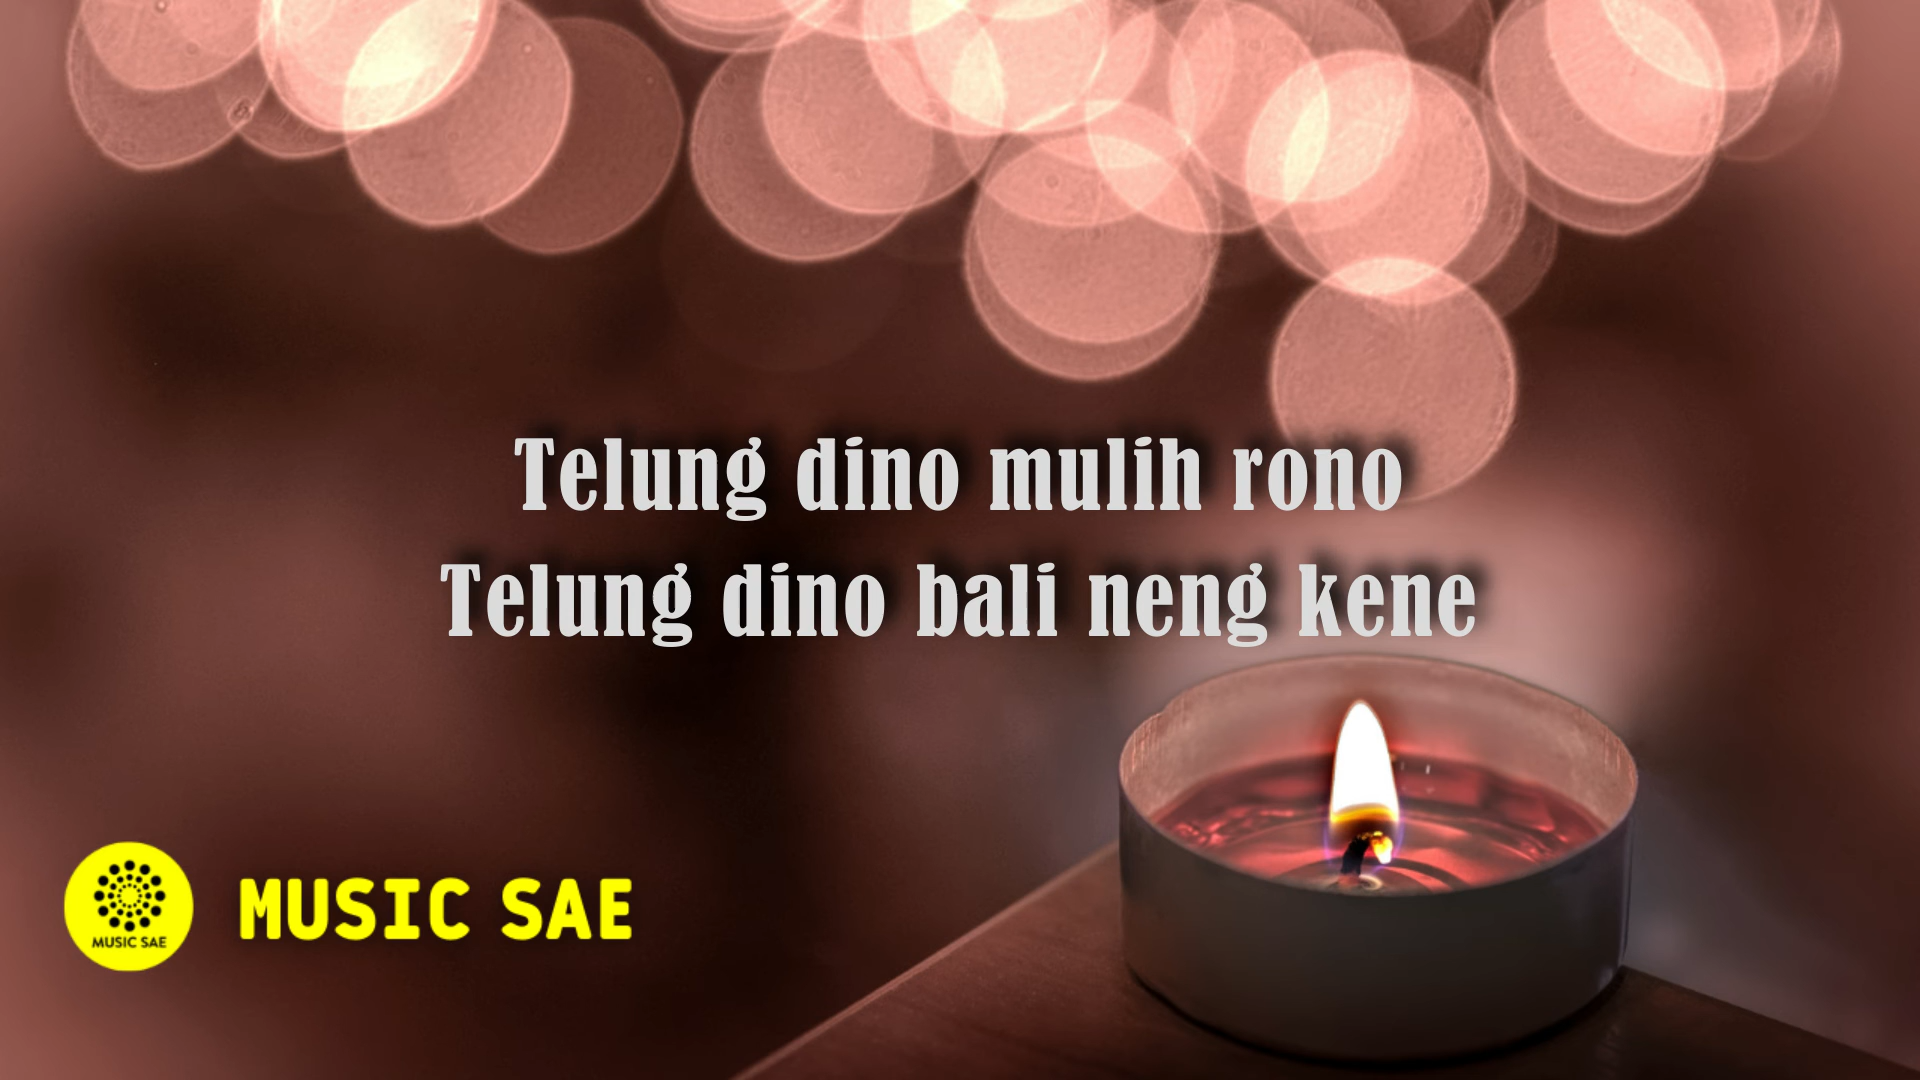 Telung dino mulih rono
Telung dino bali neng kene
MUSIC SAE
MUSIC SAE